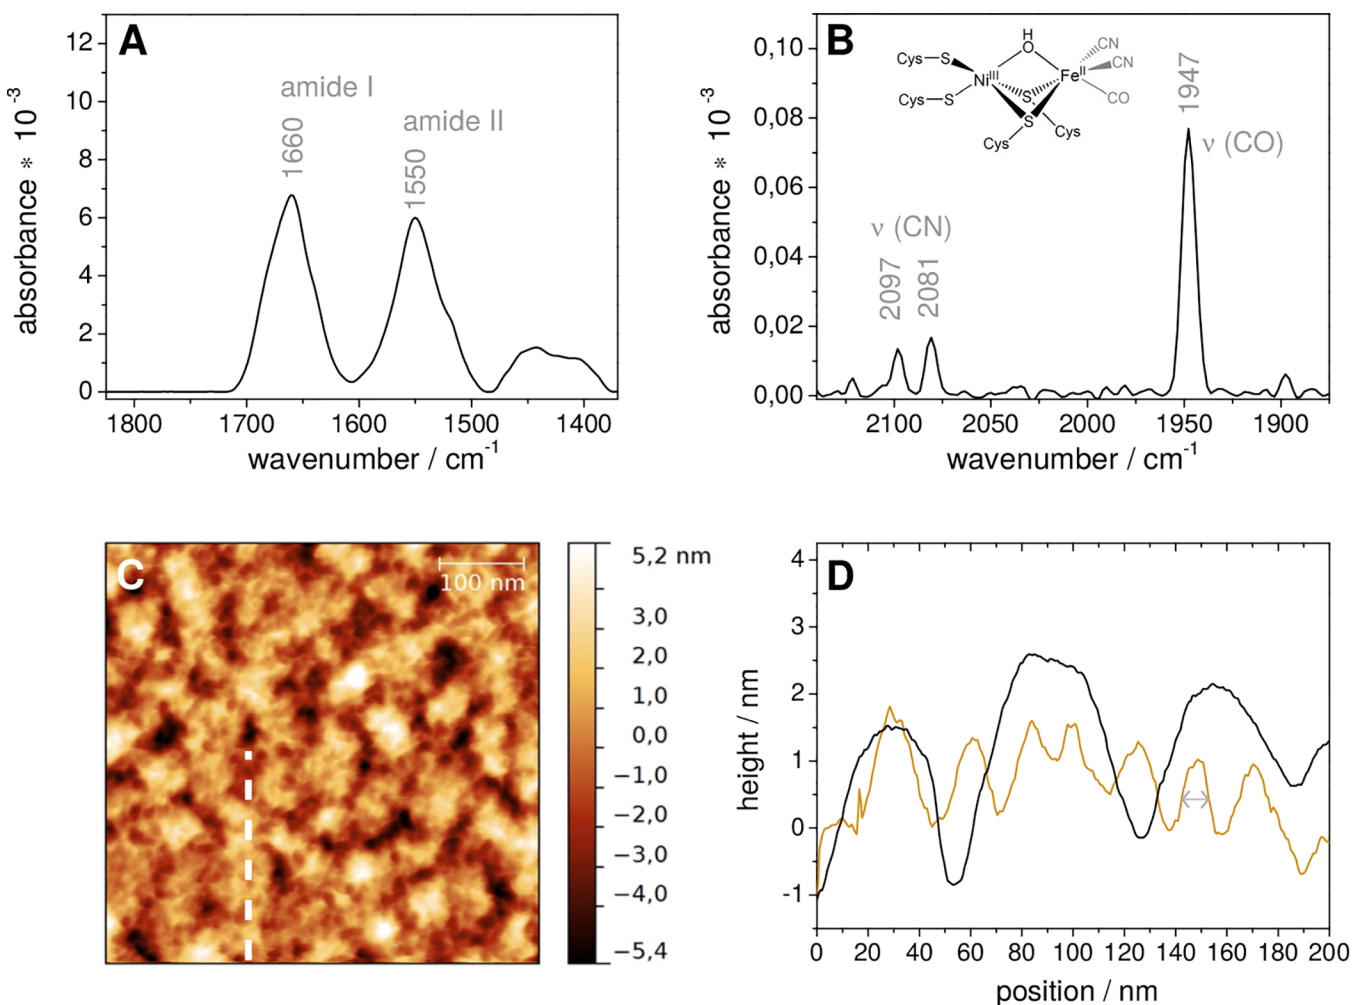 A
amide I
1660
amide II
1550
12
10
8
6
4
2
0
absorbance * 10⁻³
1800
1700
1600
1500
1400
wavenumber / cm⁻¹
B
0,10
0,08
0,06
0,04
0,02
0,00
absorbance * 10⁻³
H
O
Cys
S
Niᴵᴵᴵ
Feᴵᴵ
CN
CN
CO
Cys
S
S
S
Cys
Cys
1947
ν (CO)
ν (CN)
2097
2081
2100
2050
2000
1950
1900
wavenumber / cm⁻¹
C
100 nm
5,2 nm
3,0
2,0
1,0
0,0
−1,0
−2,0
−3,0
−4,0
−5,4
D
4
3
2
1
0
-1
height / nm
0
20
40
60
80
100
120
140
160
180
200
position / nm